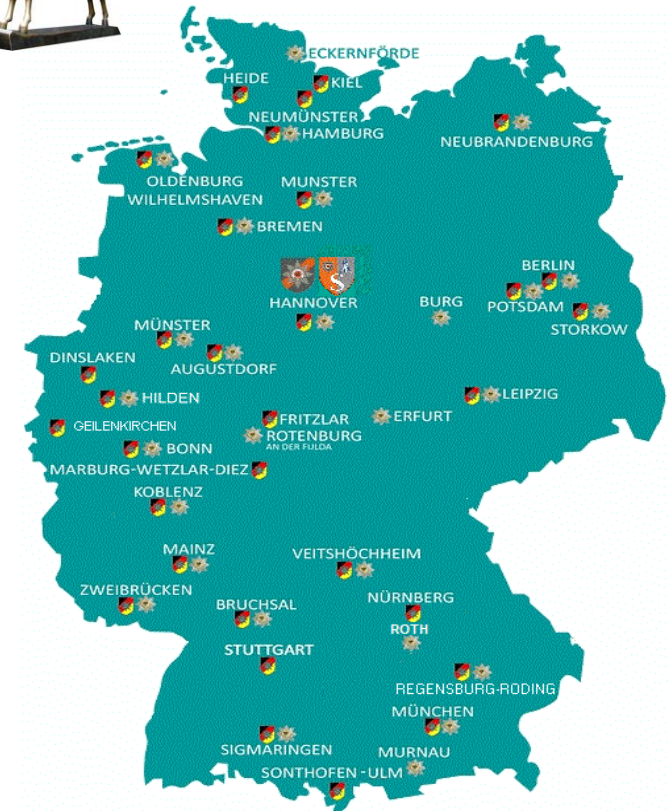 ECKERNFÖRDE
HEIDE
KIEL
NEUMÜNSTER
HAMBURG
NEUBRANDENBURG
OLDENBURG
WILHELMSHAVEN
MUNSTER
BREMEN
BERLIN
HANNOVER
BURG
POTSDAM
STORKOW
MÜNSTER
DINSLAKEN
AUGUSTDORF
HILDEN
LEIPZIG
GEILENKIRCHEN
FRITZLAR
ERFURT
ROTENBURG
AN DER FULDA
BONN
MARBURG-WETZLAR-DIEZ
KOBLENZ
MAINZ
VEITSHÖCHHEIM
ZWEIBRÜCKEN
NÜRNBERG
BRUCHSAL
ROTH
STUTTGART
REGENSBURG-RODING
MÜNCHEN
SIGMARINGEN
MURNAU
SONTHOFEN-ULM